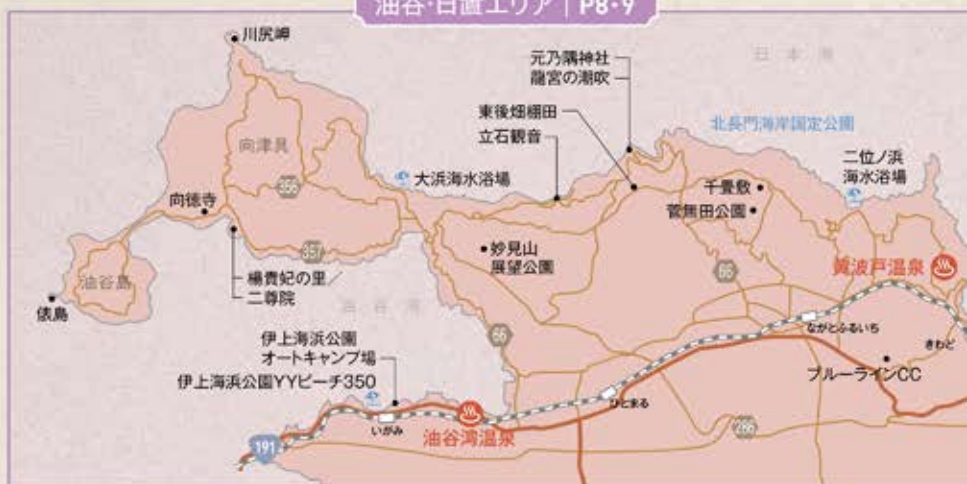 油谷・日置エリア | P8・9
川尻岬
日本海
元乃隅神社
龍宮の潮吹
東後畑棚田
立石観音
北長門海岸国定公園
向津具
大浜海水浴場
二位ノ浜
海水浴場
356
千畳敷
向徳寺
菅無田公園
357
妙見山
展望公園
楊貴妃の里/
二尊院
66
黄波戸温泉
油谷島
油谷湾
俵島
伊上海浜公園
オートキャンプ場
66
ながとふるいち
きわど
伊上海浜公園YYビーチ350
ブルーラインCC
ひとまる
いがみ
油谷湾温泉
286
191